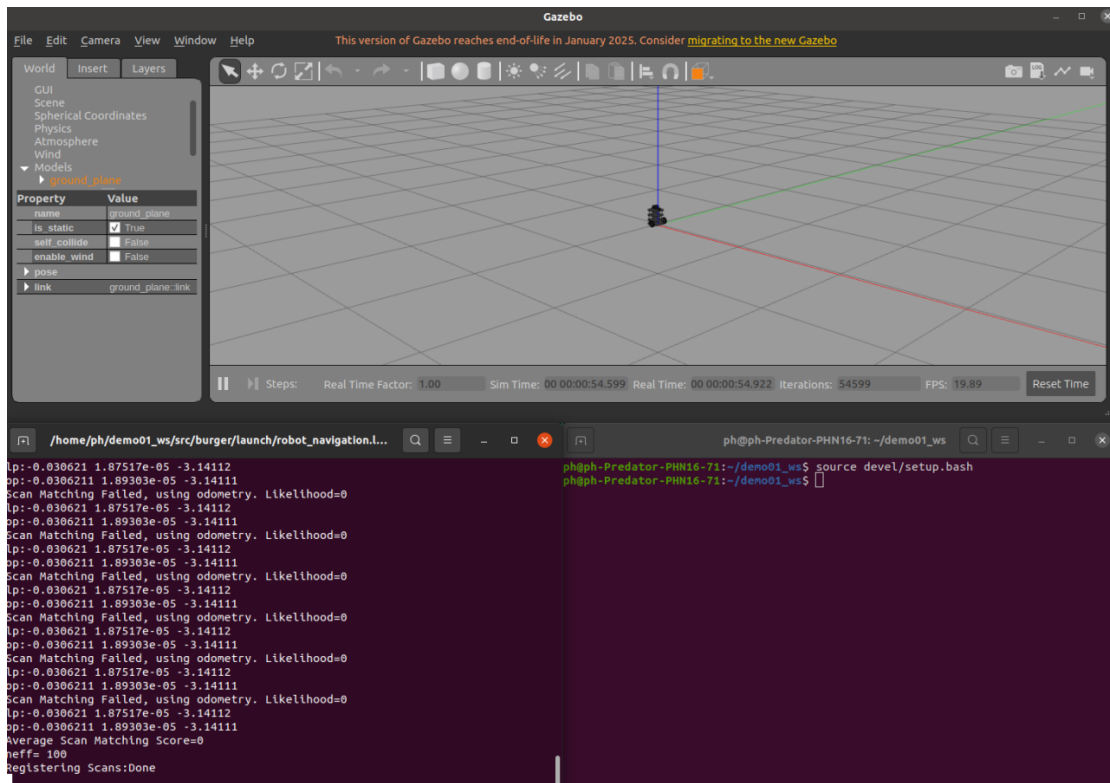 Gazebo
File Edit Camera View Window Help This version of Gazebo reaches end-of-life in January 2025. Consider migrating to the new Gazebo
World Insert Layers
GUI
Scene
Spherical Coordinates
Physics
Atmosphere
Wind
Models
ground_plane
Property Value
name ground_plane
is_static True
self_collide False
enable_wind False
pose
link ground_plane::link
Steps: Real Time Factor: 1.00 Sim Time: 00 00:00:54.599 Real Time: 00 00:00:54.922 Iterations: 54599 FPS: 19.89 Reset Time
/home/ph/demo01_ws/src/burger/launch/robot_navigation.l...
lp:-0.030621 1.87517e-05 -3.14112
op:-0.0306211 1.89303e-05 -3.14111
Scan Matching Failed, using odometry. Likelihood=0
lp:-0.030621 1.87517e-05 -3.14112
op:-0.0306211 1.89303e-05 -3.14111
Scan Matching Failed, using odometry. Likelihood=0
lp:-0.030621 1.87517e-05 -3.14112
op:-0.0306211 1.89303e-05 -3.14111
Scan Matching Failed, using odometry. Likelihood=0
lp:-0.030621 1.87517e-05 -3.14112
op:-0.0306211 1.89303e-05 -3.14111
Scan Matching Failed, using odometry. Likelihood=0
lp:-0.030621 1.87517e-05 -3.14112
op:-0.0306211 1.89303e-05 -3.14111
Scan Matching Failed, using odometry. Likelihood=0
lp:-0.030621 1.87517e-05 -3.14112
op:-0.0306211 1.89303e-05 -3.14111
Scan Matching Failed, using odometry. Likelihood=0
lp:-0.030621 1.87517e-05 -3.14112
op:-0.0306211 1.89303e-05 -3.14111
Average Scan Matching Score=0
neff= 100
Registering Scans:Done
ph@ph-Predator-PHN16-71: ~/demo01_ws
ph@ph-Predator-PHN16-71:~/demo01_ws$ source devel/setup.bash
ph@ph-Predator-PHN16-71:~/demo01_ws$